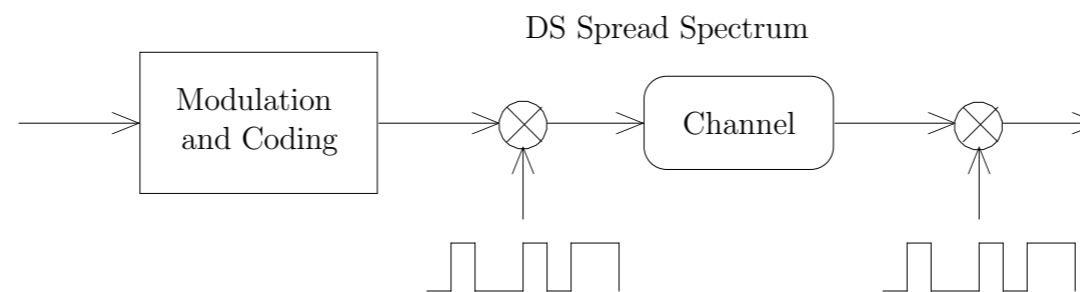 DS Spread Spectrum
Modulation
and Coding
Channel